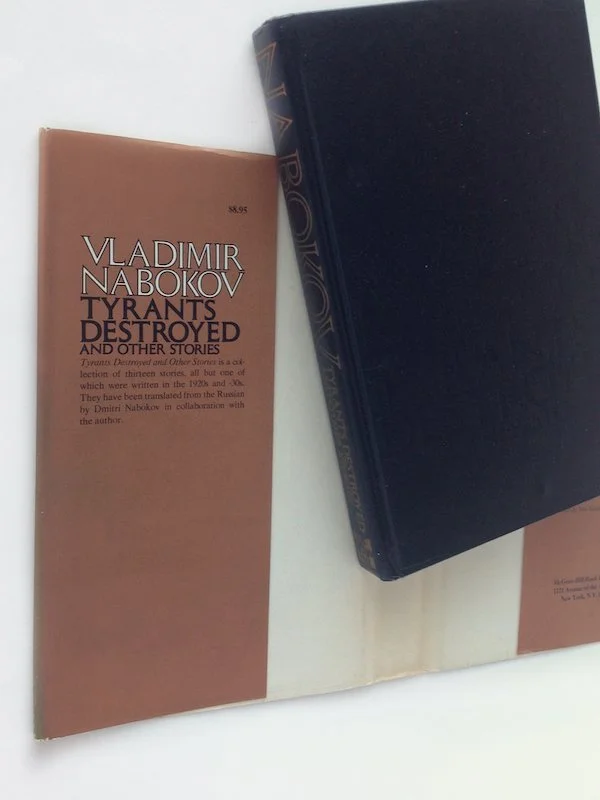 $8.95
VLADIMIR
NABOKOV
TYRANTS
DESTROYED
AND OTHER STORIES
Tyrants Destroyed and Other Stories is a col-
lection of thirteen stories, all but one of
which were written in the 1920s and -30s.
They have been translated from the Russian
by Dmitri Nabokov in collaboration with
the author.
NABOKOV
TYRANTS DESTROYED
New York, N.Y.